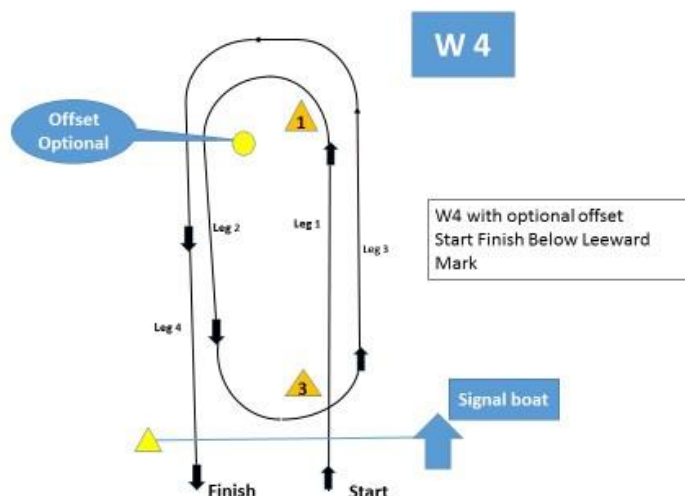 W 4
Offset
Optional
1
Leg 2
Leg 1
Leg 3
W4 with optional offset
Start Finish Below Leeward
Mark
Leg 4
3
Signal boat
Finish
Start